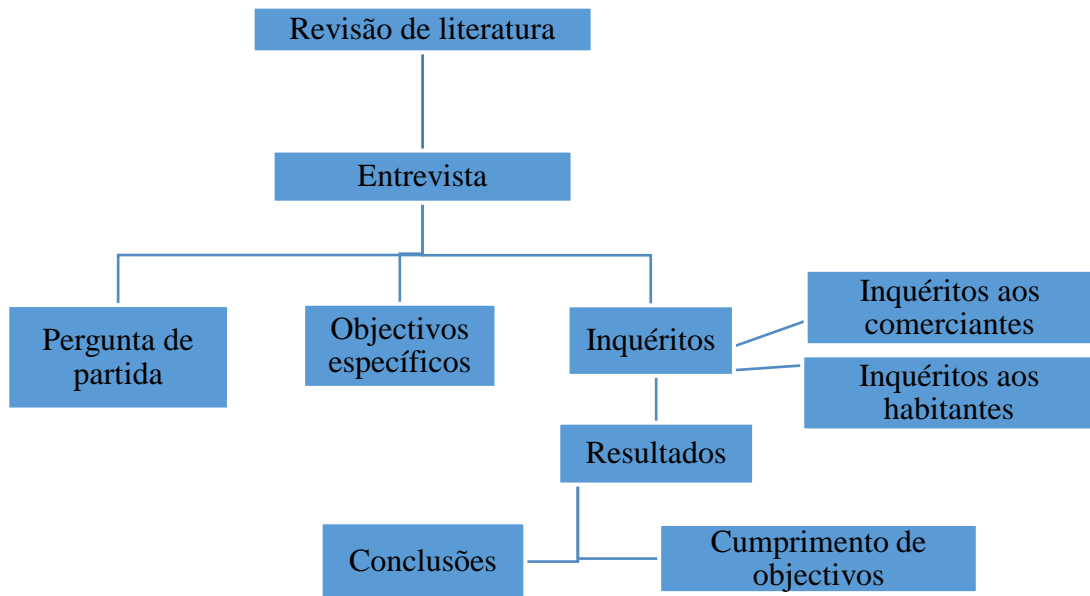 Revisão de literatura
Entrevista
Pergunta de
partida
Objectivos
específicos
Inquéritos
Inquéritos aos
comerciantes
Inquéritos aos
habitantes
Resultados
Conclusões
Cumprimento de
objectivos